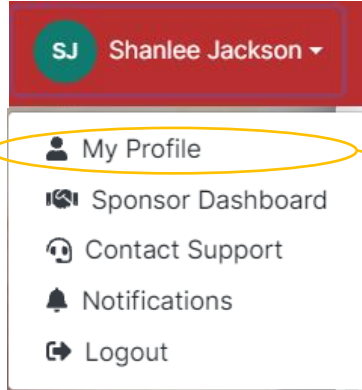 SJ Shanlee Jackson
My Profile
Sponsor Dashboard
Contact Support
Notifications
Logout